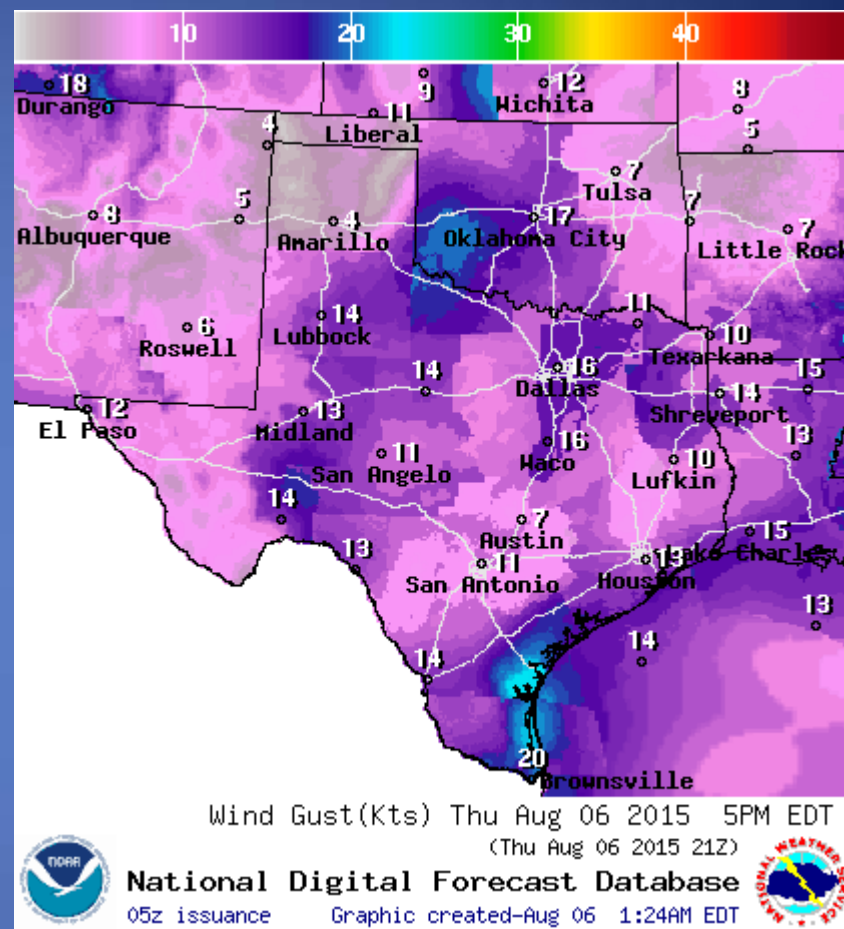 10 20 30 40
18 9 12 8
Durango Wichita
11
Liberal
4 5
7
Tulsa
8 5 4 17 7 7
Albuquerque Amarillo Oklahoma City Little Rock
6 14 11 10
Roswell Lubbock Texarkana
16
Dallas
14 14 15
Shreveport
12 13
El Paso Midland
11 16 10 13
San Angelo Waco Lufkin
14 7 15
Austin
13 11 13 Lake Charles
San Antonio Houston
14 14 13
20
Brownsville
Wind Gust(Kts) Thu Aug 06 2015 5PM EDT
(Thu Aug 06 2015 21Z)
National Digital Forecast Database
05z issuance Graphic created-Aug 06 1:24AM EDT
NOAA
NATIONAL WEATHER SERVICE